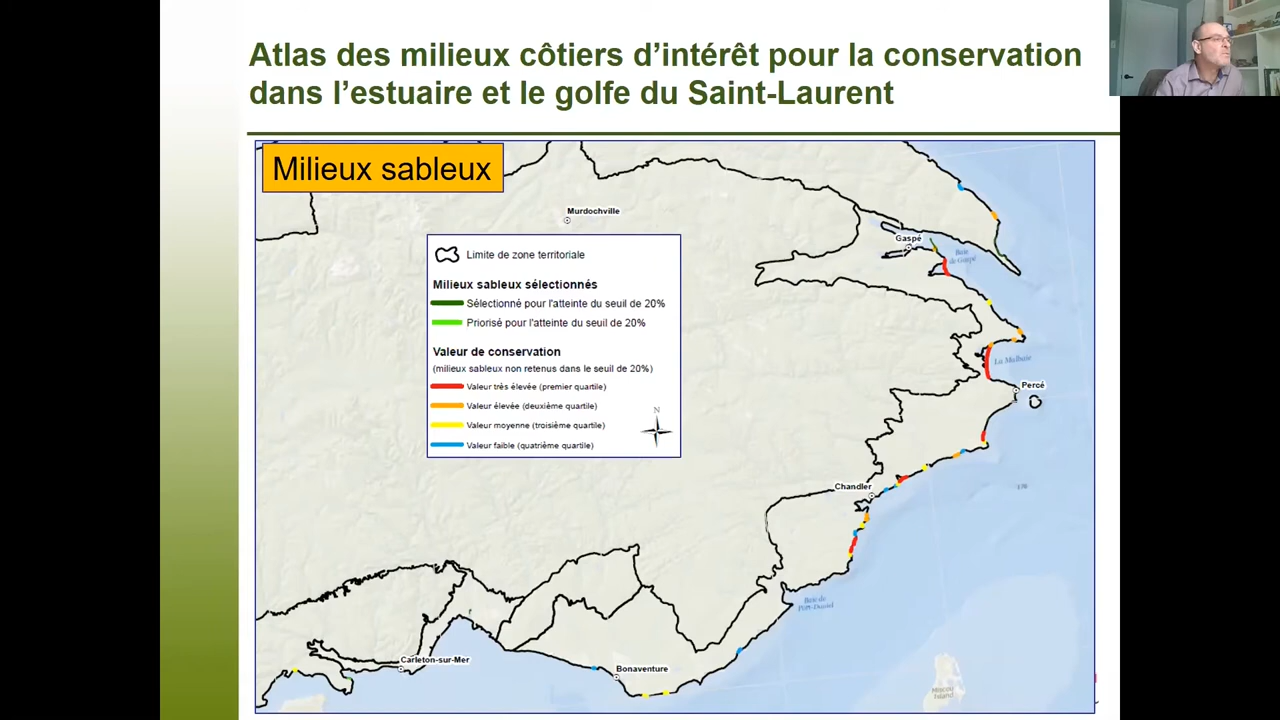 Atlas des milieux côtiers d’intérêt pour la conservation
dans l’estuaire et le golfe du Saint-Laurent
Milieux sableux
Murdochville
Gaspé
Baie
de Gaspé
Limite de zone territoriale
Milieux sableux sélectionnés
Sélectionné pour l'atteinte du seuil de 20%
Priorisé pour l'atteinte du seuil de 20%
Valeur de conservation
(milieux sableux non retenus dans le seuil de 20%)
Valeur très élevée (premier quartile)
Valeur élevée (deuxième quartile)
Valeur moyenne (troisième quartile)
Valeur faible (quatrième quartile)
N
La Malbaie
Percé
Chandler
Baie de
Port-Daniel
Carleton-sur-Mer
Bonaventure
Miscou
Island